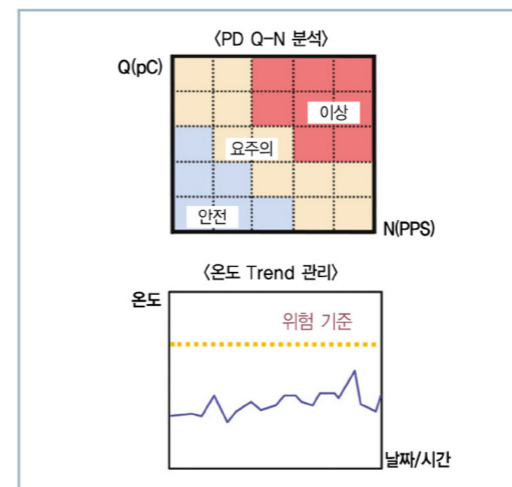 〈PD Q-N 분석〉
Q(pC)
이상
요주의
안전
N(PPS)
〈온도 Trend 관리〉
온도
위험 기준
날짜/시간